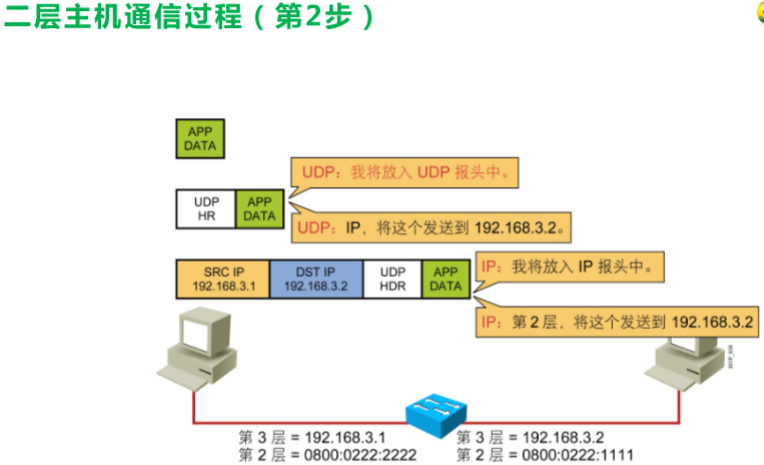 二层主机通信过程（第2步）
APP
DATA
UDP：我将放入 UDP 报头中。
UDP
HR
APP
DATA
UDP：IP，将这个发送到 192.168.3.2。
IP：我将放入 IP 报头中。
SRC IP
192.168.3.1
DST IP
192.168.3.2
UDP
HDR
APP
DATA
IP：第 2 层，将这个发送到 192.168.3.2
第 3 层 = 192.168.3.1
第 2 层 = 0800:0222:2222
第 3 层 = 192.168.3.2
第 2 层 = 0800:0222:1111